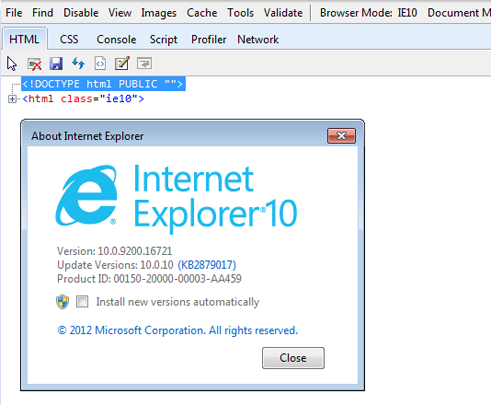 File Find Disable View Images Cache Tools Validate Browser Mode: IE10 Document M
HTML CSS Console Script Profiler Network
<!DOCTYPE html PUBLIC "">
<html class="ie10">
About Internet Explorer
Internet
Explorer®10
Version: 10.0.9200.16721
Update Versions: 10.0.10 (KB2879017)
Product ID: 00150-20000-00003-AA459
Install new versions automatically
© 2012 Microsoft Corporation. All rights reserved.
Close